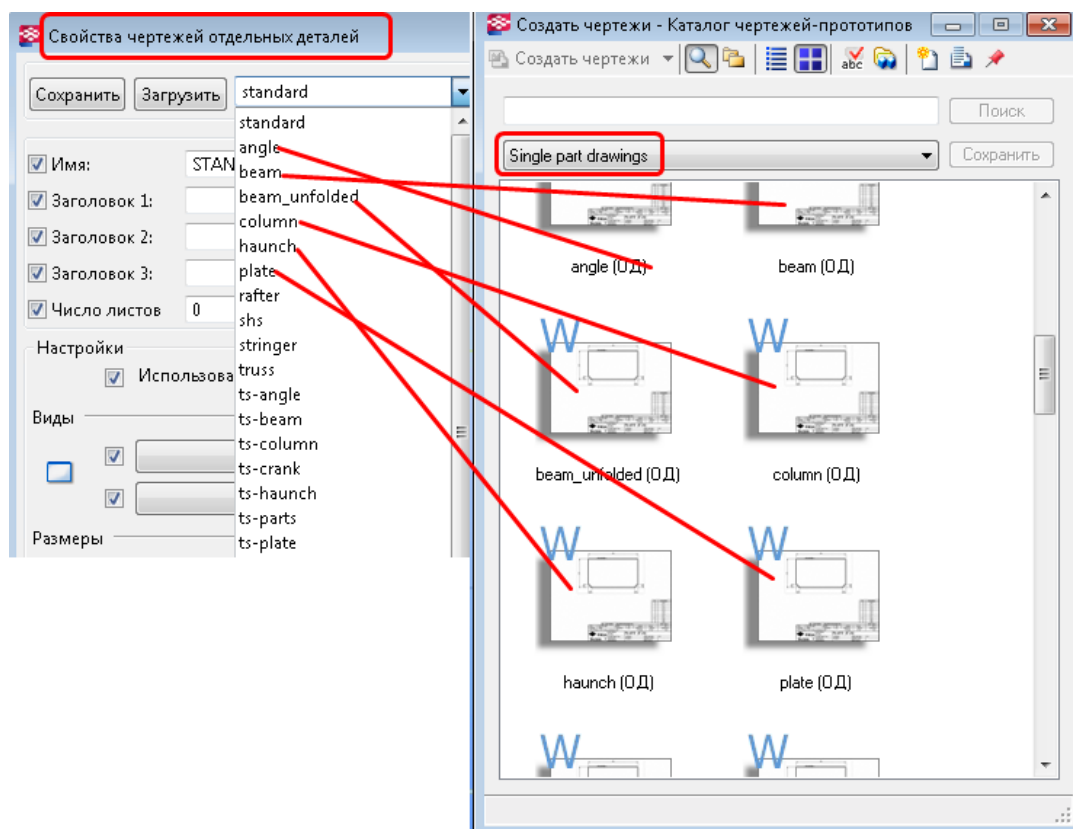 Свойства чертежей отдельных деталей
Сохранить
Загрузить
standard
standard
angle
beam
beam_unfolded
column
haunch
plate
rafter
shs
stringer
truss
ts-angle
ts-beam
ts-column
ts-crank
ts-haunch
ts-parts
ts-plate
Имя: STAN
Заголовок 1:
Заголовок 2:
Заголовок 3:
Число листов 0
Настройки
Использова
Виды
Размеры
Создать чертежи - Каталог чертежей-прототипов
Создать чертежи
abc
Поиск
Single part drawings
Сохранить
angle (ОД)
beam (ОД)
W
W
beam_unfolded (ОД)
column (ОД)
W
W
haunch (ОД)
plate (ОД)
W
W